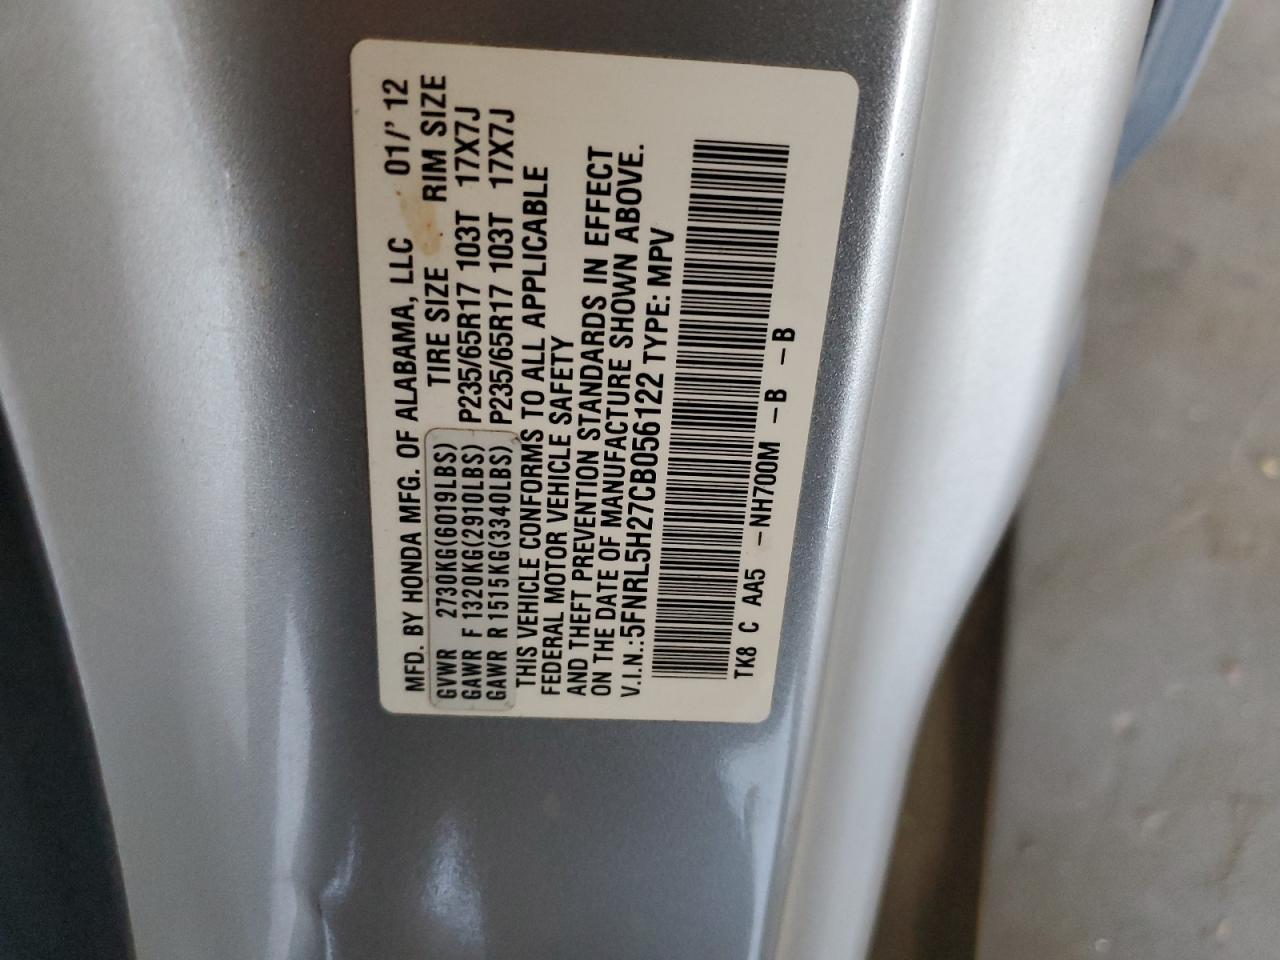 MFD. BY HONDA MFG. OF ALABAMA, LLC 01/'12
TIRE SIZE RIM SIZE
GVWR 2730KG(6019LBS)
GAWR F 1320KG(2910LBS) P235/65R17 103T 17X7J
GAWR R 1515KG(3340LBS) P235/65R17 103T 17X7J
THIS VEHICLE CONFORMS TO ALL APPLICABLE
FEDERAL MOTOR VEHICLE SAFETY
AND THEFT PREVENTION STANDARDS IN EFFECT
ON THE DATE OF MANUFACTURE SHOWN ABOVE.
V.I.N.:5FNRL5H27CB056122 TYPE: MPV
TK8 C AA5 -NH700M -B -B